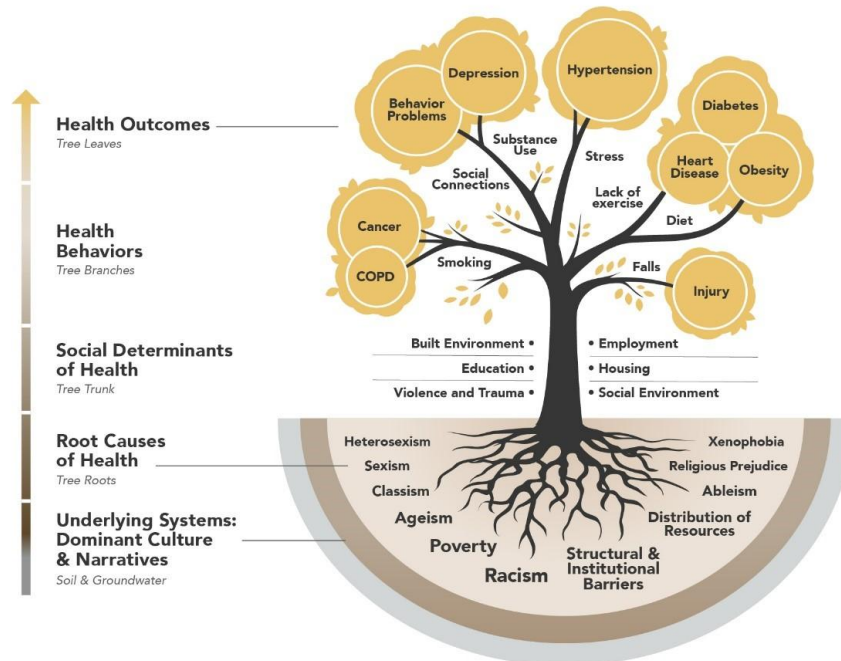 Health Outcomes
Tree Leaves
Health
Behaviors
Tree Branches
Social Determinants
of Health
Tree Trunk
Root Causes
of Health
Tree Roots
Underlying Systems:
Dominant Culture
& Narratives
Soil & Groundwater
Behavior
Problems
Depression
Hypertension
Diabetes
Heart
Disease
Obesity
Cancer
COPD
Injury
Substance
Use
Social
Connections
Stress
Lack of
exercise
Diet
Smoking
Falls
Built Environment •
• Employment
Education •
• Housing
Violence and Trauma •
• Social Environment
Heterosexism
Sexism
Classism
Ageism
Poverty
Racism
Structural &
Institutional
Barriers
Distribution of
Resources
Ableism
Religious Prejudice
Xenophobia